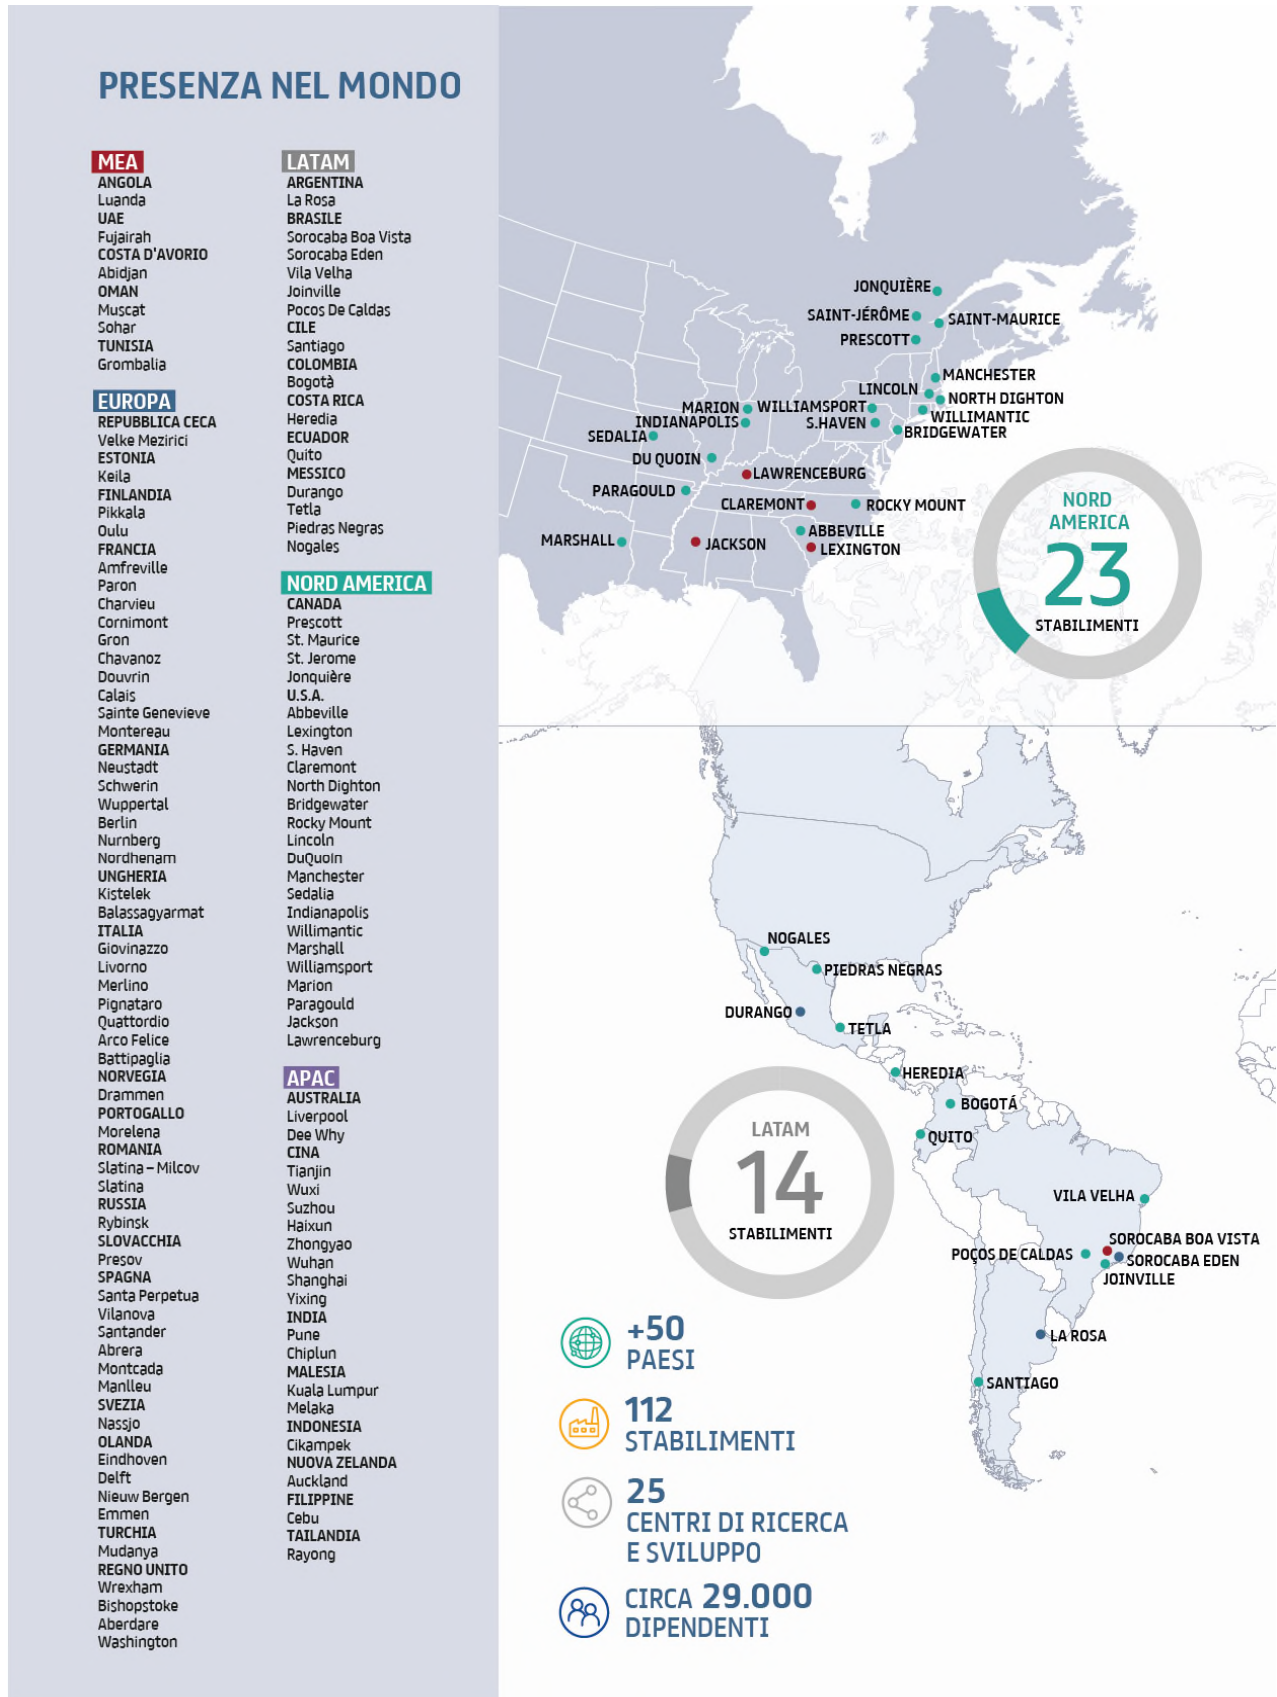 PRESENZA NEL MONDO
MEA
ANGOLA
Luanda
UAE
Fujairah
COSTA D'AVORIO
Abidjan
OMAN
Muscat
Sohar
TUNISIA
Grombalia
EUROPA
REPUBBLICA CECA
Velke Mezirici
ESTONIA
Keila
FINLANDIA
Pikkala
Oulu
FRANCIA
Amfreville
Paron
Charvieu
Cornimont
Gron
Chavanoz
Douvrin
Calais
Sainte Genevieve
Montereau
GERMANIA
Neustadt
Schwerin
Wuppertal
Berlin
Nurnberg
Nordhenam
UNGHERIA
Kistelek
Balassagyarmat
ITALIA
Giovinazzo
Livorno
Merlino
Pignataro
Quattordio
Arco Felice
Battipaglia
NORVEGIA
Drammen
PORTOGALLO
Morelena
ROMANIA
Slatina – Milcov
Slatina
RUSSIA
Rybinsk
SLOVACCHIA
Presov
SPAGNA
Santa Perpetua
Vilanova
Santander
Abrera
Montcada
Manlleu
SVEZIA
Nassjo
OLANDA
Eindhoven
Delft
Nieuw Bergen
Emmen
TURCHIA
Mudanya
REGNO UNITO
Wrexham
Bishopstoke
Aberdare
Washington
LATAM
ARGENTINA
La Rosa
BRASILE
Sorocaba Boa Vista
Sorocaba Eden
Vila Velha
Joinville
Pocos De Caldas
CILE
Santiago
COLOMBIA
Bogotà
COSTA RICA
Heredia
ECUADOR
Quito
MESSICO
Durango
Tetla
Piedras Negras
Nogales
NORD AMERICA
CANADA
Prescott
St. Maurice
St. Jerome
Jonquière
U.S.A.
Abbeville
Lexington
S. Haven
Claremont
North Dighton
Bridgewater
Rocky Mount
Lincoln
DuQuoin
Manchester
Sedalia
Indianapolis
Willimantic
Marshall
Williamsport
Marion
Paragould
Jackson
Lawrenceburg
APAC
AUSTRALIA
Liverpool
Dee Why
CINA
Tianjin
Wuxi
Suzhou
Haixun
Zhongyao
Wuhan
Shanghai
Yixing
INDIA
Pune
Chiplun
MALESIA
Kuala Lumpur
Melaka
INDONESIA
Cikampek
NUOVA ZELANDA
Auckland
FILIPPINE
Cebu
TAILANDIA
Rayong
JONQUIÈRE
SAINT-JÉRÔME
SAINT-MAURICE
PRESCOTT
MANCHESTER
LINCOLN
NORTH DIGHTON
MARION
WILLIAMSPORT
WILLIMANTIC
INDIANAPOLIS
S.HAVEN
BRIDGEWATER
SEDALIA
DU QUOIN
LAWRENCEBURG
PARAGOULD
CLAREMONT
ROCKY MOUNT
ABBEVILLE
MARSHALL
JACKSON
LEXINGTON
NORD
AMERICA
23
STABILIMENTI
NOGALES
PIEDRAS NEGRAS
DURANGO
TETLA
HEREDIA
BOGOTÁ
QUITO
LATAM
14
STABILIMENTI
VILA VELHA
SOROCABA BOA VISTA
POÇOS DE CALDAS
SOROCABA EDEN
JOINVILLE
LA ROSA
SANTIAGO
+50
PAESI
112
STABILIMENTI
25
CENTRI DI RICERCA
E SVILUPPO
CIRCA 29.000
DIPENDENTI